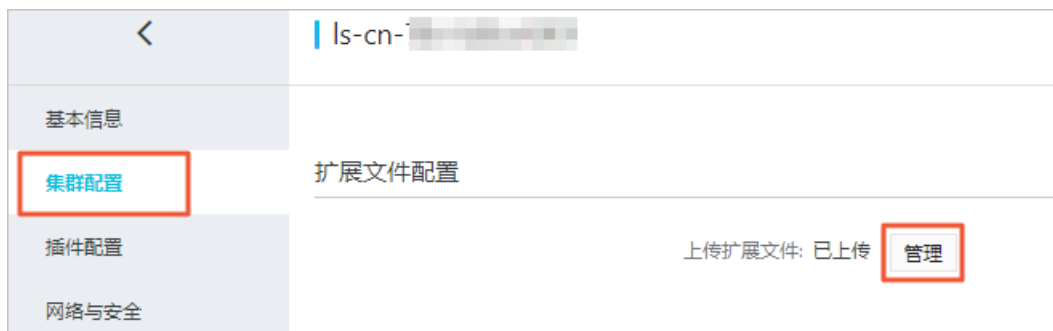 ls-cn-
基本信息
集群配置
扩展文件配置
插件配置
上传扩展文件: 已上传 管理
网络与安全